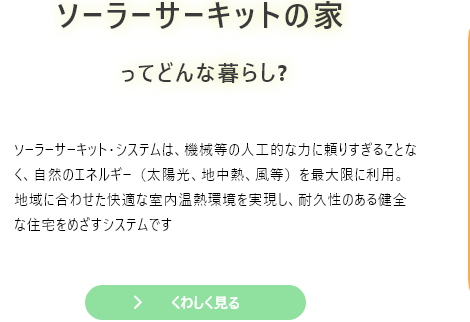 ソーラーサーキットの家
ってどんな暮らし?
ソーラーサーキット・システムは、機械等の人工的な力に頼りすぎることな
く、自然のエネルギー（太陽光、地中熱、風等）を最大限に利用。
地域に合わせた快適な室内温熱環境を実現し、耐久性のある健全
な住宅をめざすシステムです
くわしく見る